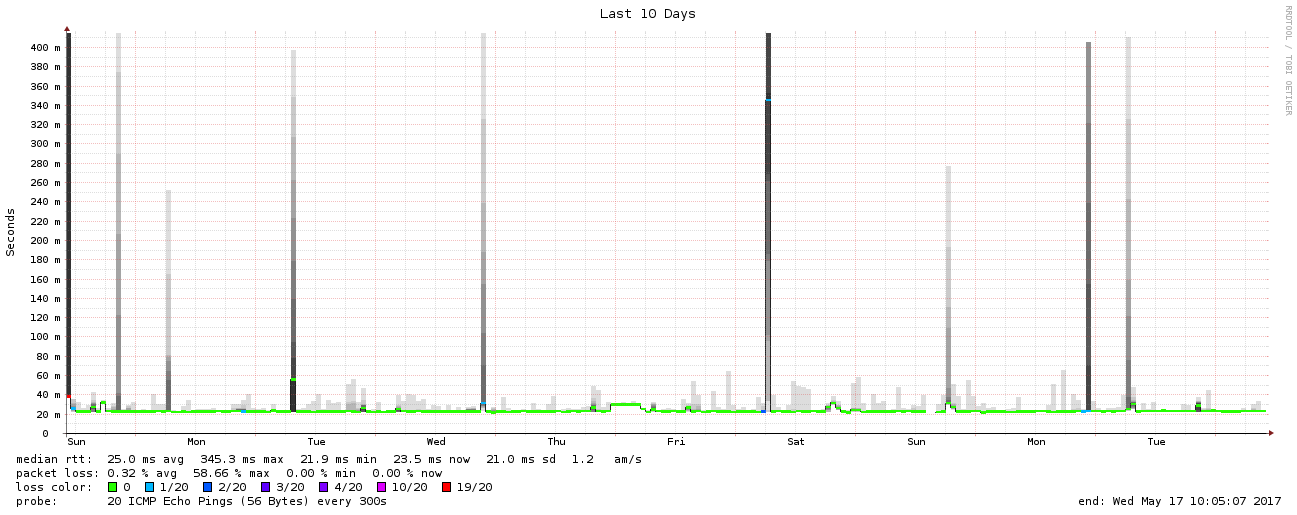 Last 10 Days
RRDTOOL / TOBI OETIKER
Seconds
400 m
380 m
360 m
340 m
320 m
300 m
280 m
260 m
240 m
220 m
200 m
180 m
160 m
140 m
120 m
100 m
80 m
60 m
40 m
20 m
0
Sun Mon Tue Wed Thu Fri Sat Sun Mon Tue
median rtt: 25.0 ms avg 345.3 ms max 21.9 ms min 23.5 ms now 21.0 ms sd 1.2 am/s
packet loss: 0.32 % avg 58.66 % max 0.00 % min 0.00 % now
loss color: 0 1/20 2/20 3/20 4/20 10/20 19/20
probe: 20 ICMP Echo Pings (56 Bytes) every 300s end: Wed May 17 10:05:07 2017